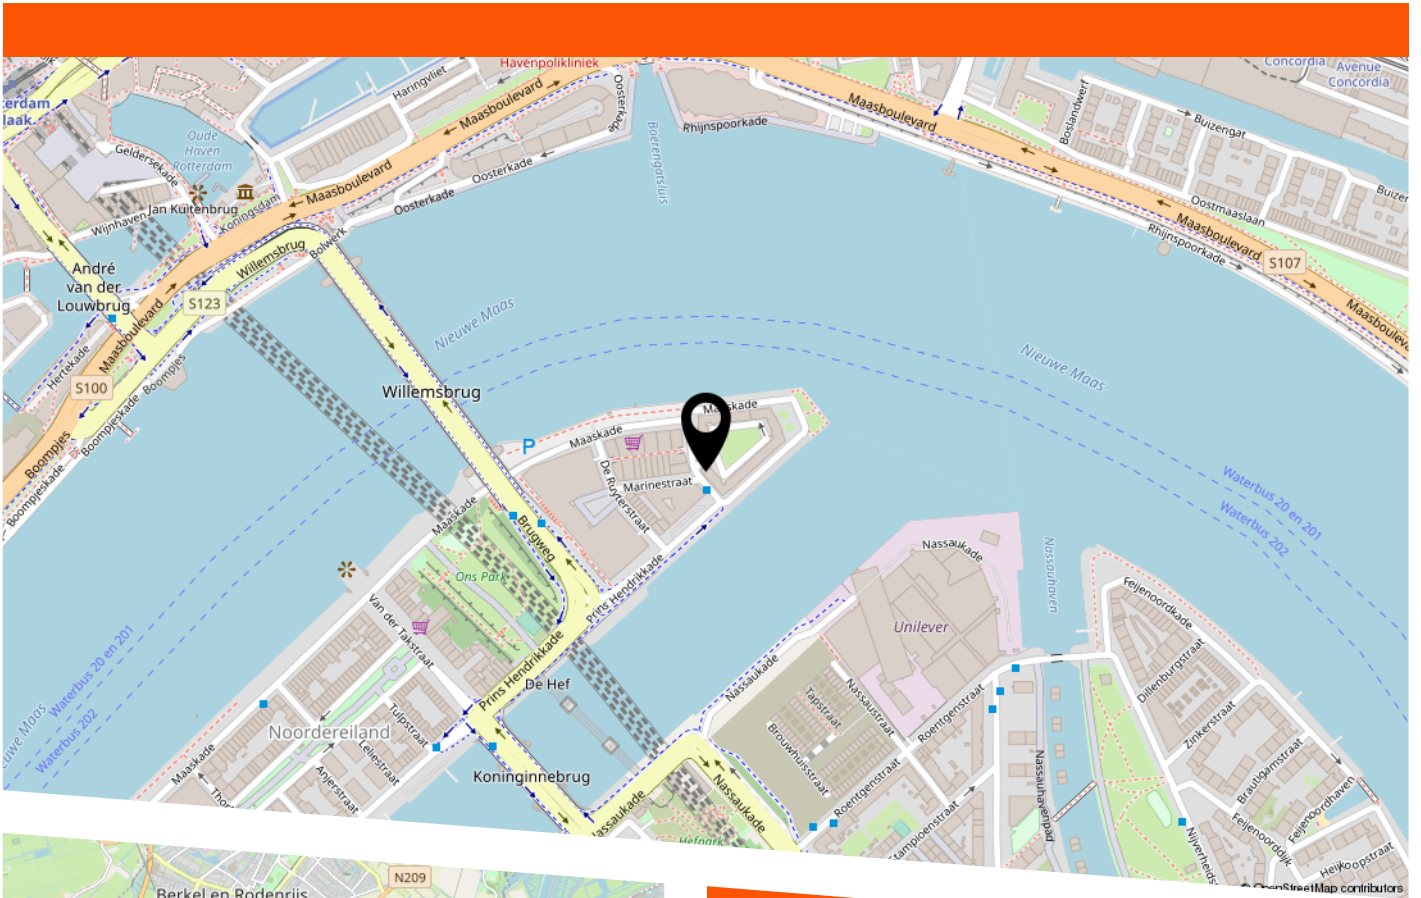 Havenpolikliniek
Concordia
Avenue
Concordia
Haringvliet
Maasboulevard
Oosterkade
Boslandwerf
Maasboulevard
Buizengat
Rhijnspoorkade
Oude
Haven
Rotterdam
Geldersekade
Boerengatsluis
Oosterkade
Maasboulevard
Jan Kuitenbrug
Koningsdam
Oosterkade
Oostmaaslaan
Wijnhaven
Willemsbrug
Bolwerk
Maasboulevard
Rhijnspoorkade
S107
André
van der
Louwbrug
S123
Maasboulevard
Nieuwe Maas
Nieuwe Maas
Hertekade
Boompjes
S100
Willemsbrug
Maaskade
Boompjeskade
Maaskade
P
Boompjes
Boompjeskade
De Ruyterstraat
Marinestraat
Waterbus 20 en 201
Waterbus 202
Maaskade
Brugweg
Nassaukade
Nassauhaven
Ons Park
Prins Hendrikkade
Feijenoordkade
Van der Takstraat
Unilever
Waterbus 20 en 201
Waterbus 202
Prins Hendrikkade
De Hef
Nassaukade
Tapstraat
Nassaustraat
Roentgenstraat
Dillenburgstraat
Noordereiland
Tulpstraat
Leliestraat
Brouwhuisstraat
Zinkerstraat
Maaskade
Anjerstraat
Koninginnebrug
Nassaukade
Roentgenstraat
Nassauhavenpad
Brautigamstraat
Feijenoordhaven
Feijenoorddijk
Hefpark
Heijkoopstraat
© OpenStreetMap contributors
N209
Berkel en Rodenrijs